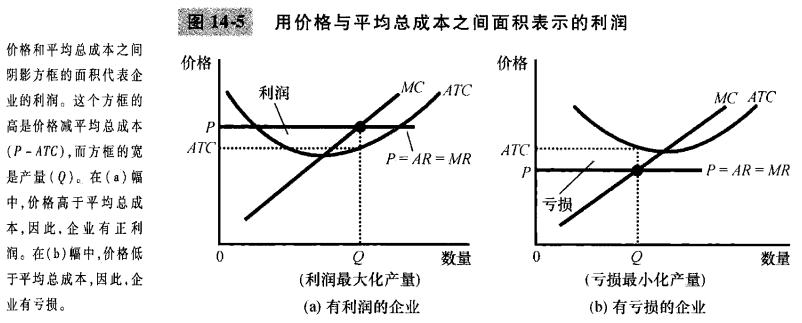 图 14-5 用价格与平均总成本之间面积表示的利润
价格和平均总成本之间
阴影方框的面积代表企
业的利润。这个方框的
高是价格减平均总成本
(P-ATC),而方框的宽
是产量(Q)。在(a)幅
中,价格高于平均总成
本,因此,企业有正利
润。在(b)幅中,价格低
于平均总成本,因此,企
业有亏损。
价格
MC
ATC
利润
P
ATC
P=AR=MR
0
Q
数量
(利润最大化产量)
(a) 有利润的企业
价格
MC
ATC
ATC
P
P=AR=MR
亏损
0
Q
数量
(亏损最小化产量)
(b) 有亏损的企业